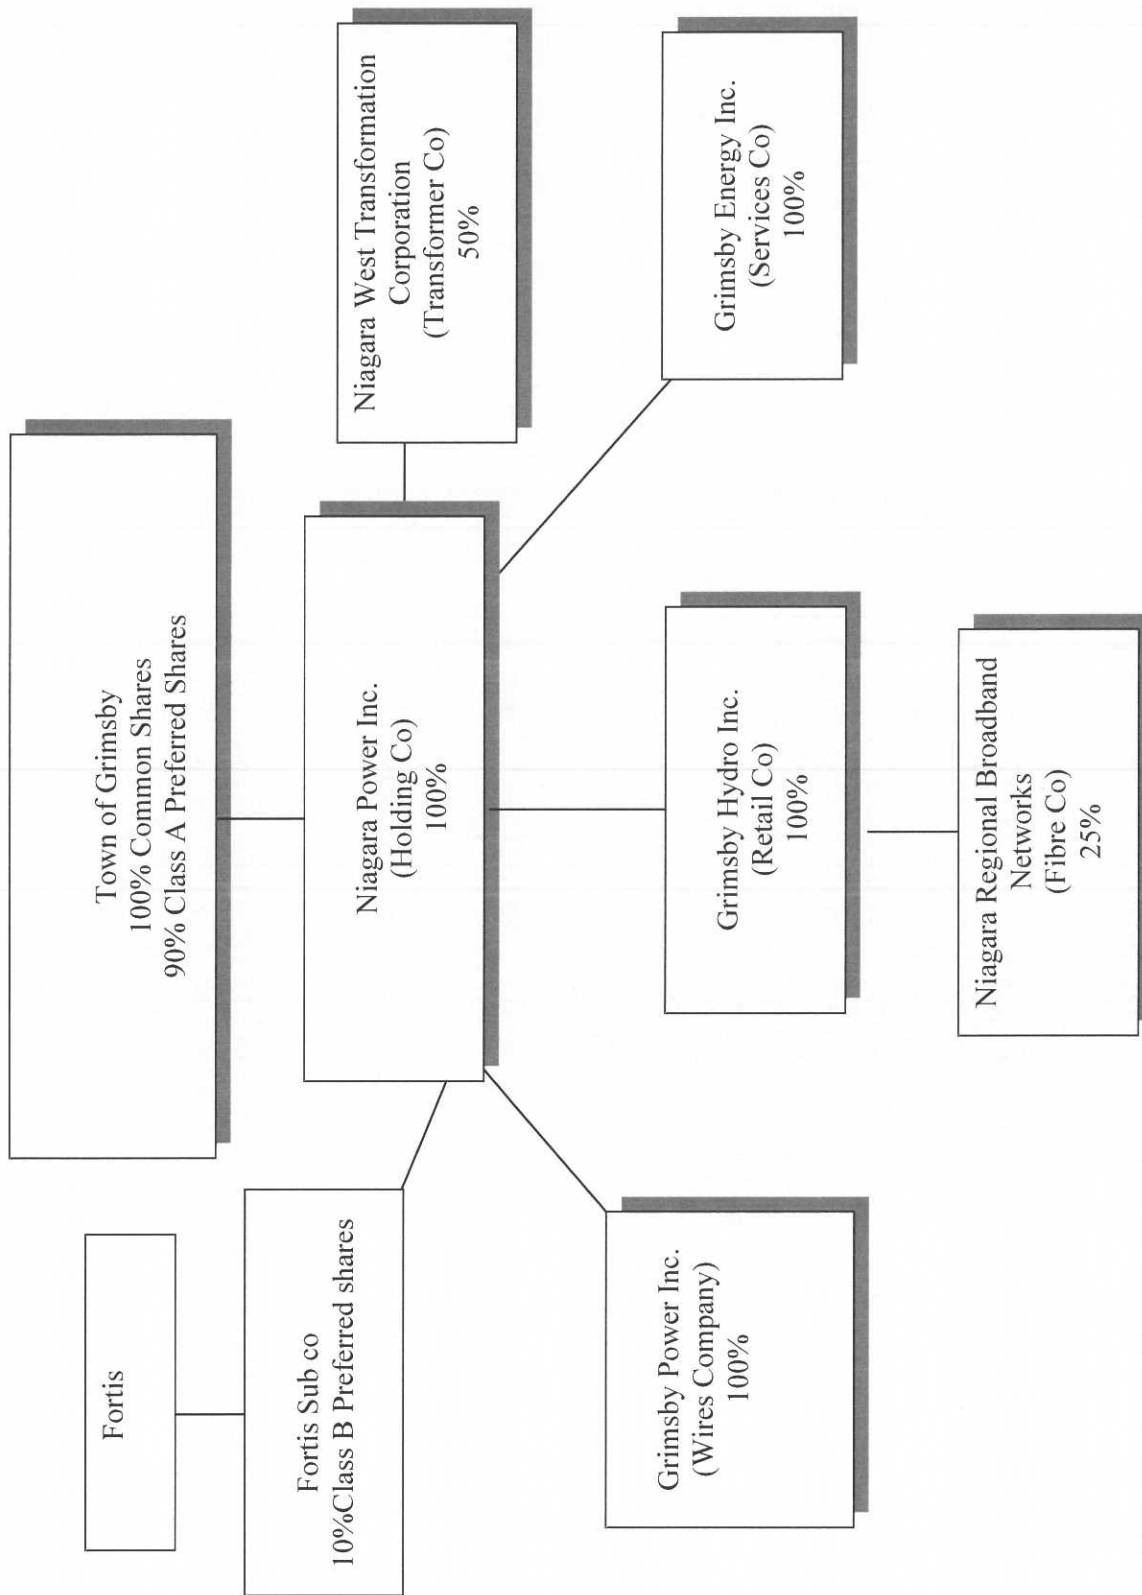 Town of Grimsby
100% Common Shares
90% Class A Preferred Shares
Fortis
Fortis Sub co
10%Class B Preferred shares
Niagara Power Inc.
(Holding Co)
100%
Niagara West Transformation
Corporation
(Transformer Co)
50%
Grimsby Power Inc.
(Wires Company)
100%
Grimsby Hydro Inc.
(Retail Co)
100%
Grimsby Energy Inc.
(Services Co)
100%
Niagara Regional Broadband
Networks
(Fibre Co)
25%